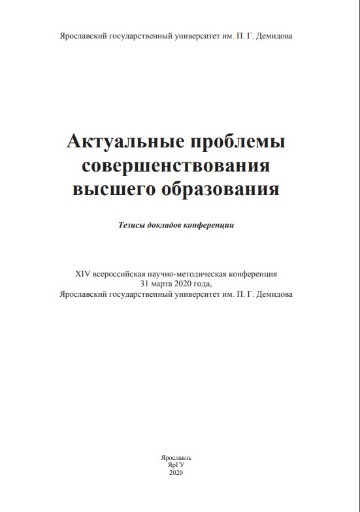 Ярославский государственный университет им. П. Г. Демидова
Актуальные проблемы
совершенствования
высшего образования
Тезисы докладов конференции
XIV всероссийская научно-методическая конференция
31 марта 2020 года,
Ярославский государственный университет им. П. Г. Демидова
Ярославль
ЯрГУ
2020